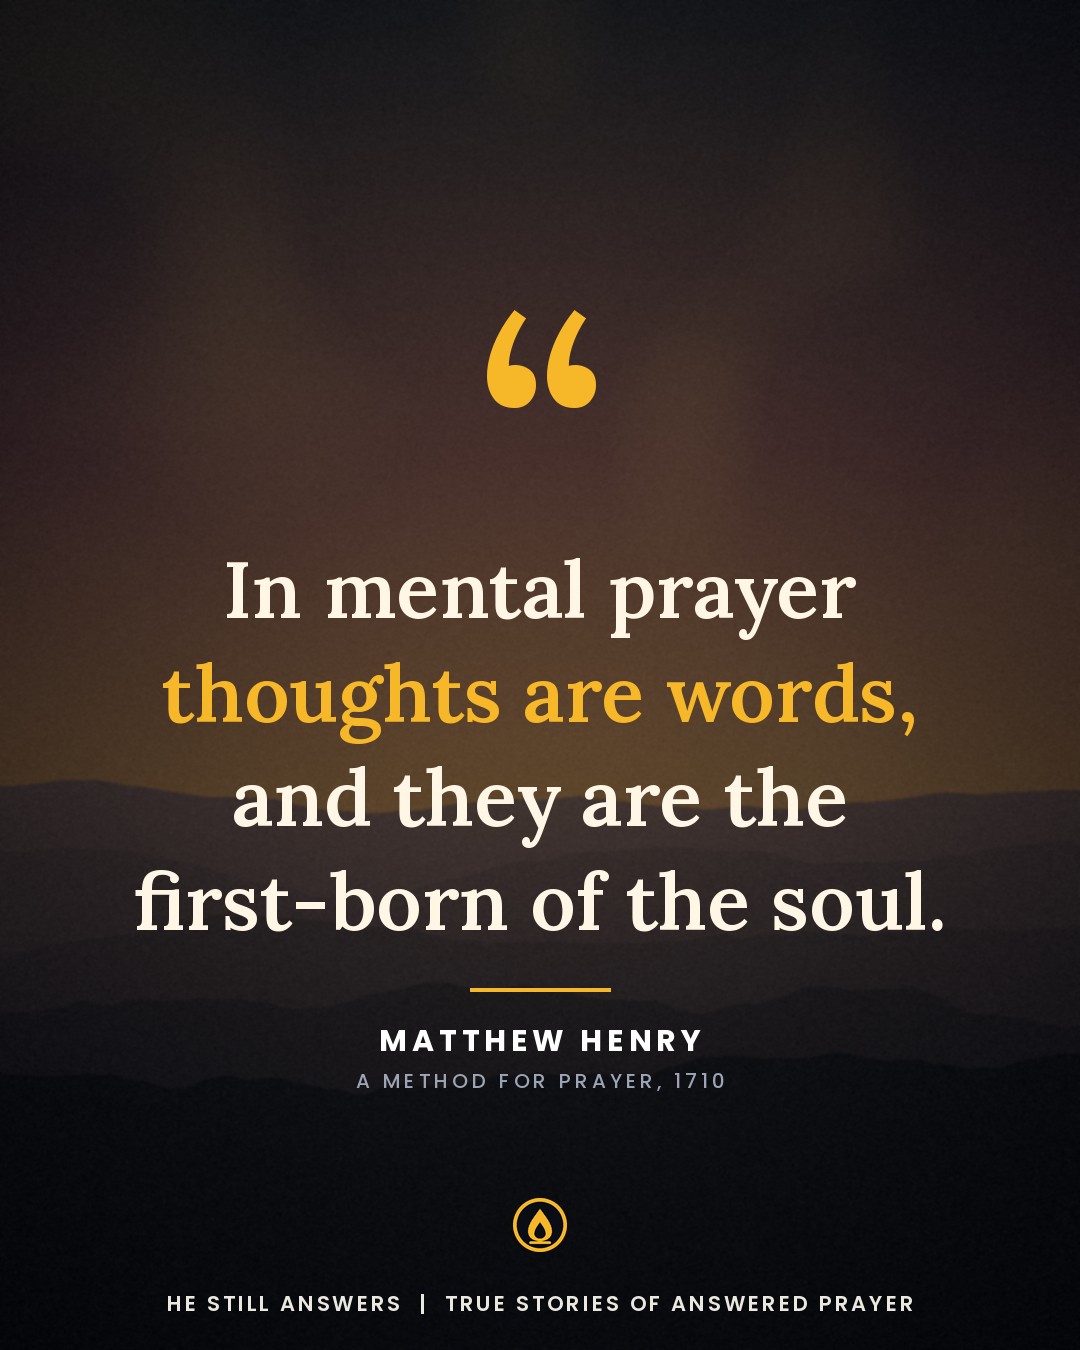 “
In mental prayer
thoughts are words,
and they are the
first-born of the soul.
MATTHEW HENRY
A METHOD FOR PRAYER, 1710
HE STILL ANSWERS | TRUE STORIES OF ANSWERED PRAYER